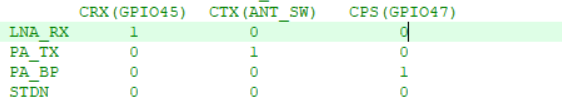 CRX(GPIO45) CTX(ANT_SW) CPS(GPIO47)
LNA_RX 1 0 0
PA_TX 0 1 0
PA_BP 0 0 1
STDN 0 0 0